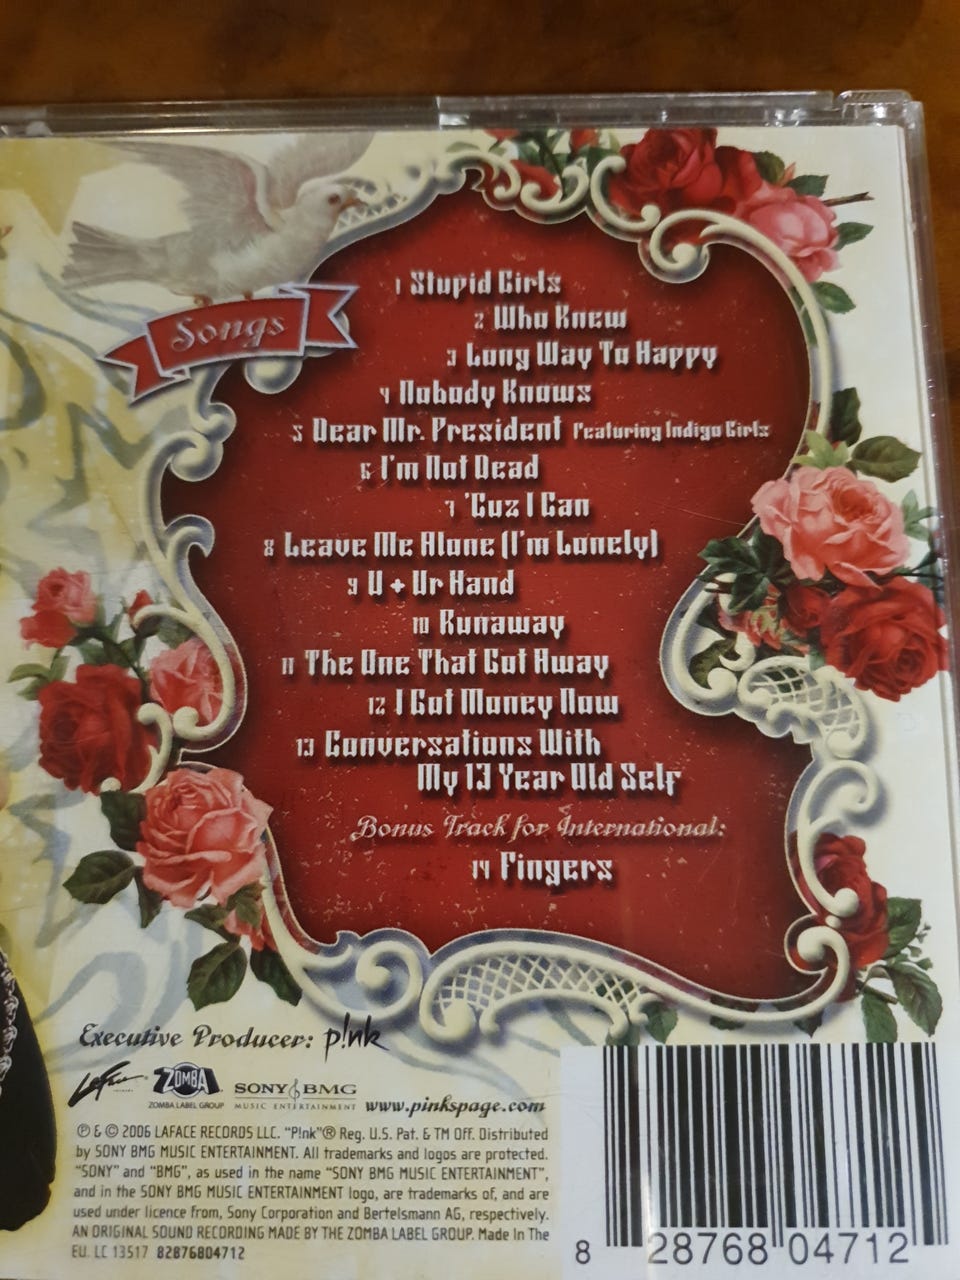 Songs
1 Stupid Girls
2 Who Knew
3 Long Way To Happy
4 Nobody Knows
5 Dear Mr. President Featuring Indigo Girls
6 I'm Not Dead
7 'Cuz I Can
8 Leave Me Alone (I'm Lonely)
9 U + Ur Hand
10 Runaway
11 The One That Got Away
12 I Got Money Now
13 Conversations With
My 13 Year Old Self
Bonus Track for International:
14 Fingers
Executive Producer: p!nk
LaFace RECORDS
ZOMBA
ZOMBA LABEL GROUP
SONY BMG
MUSIC ENTERTAINMENT
www.pinkspage.com
℗ & © 2006 LAFACE RECORDS LLC. “P!nk”® Reg. U.S. Pat. & TM Off. Distributed
by SONY BMG MUSIC ENTERTAINMENT. All trademarks and logos are protected.
“SONY” and “BMG”, as used in the name “SONY BMG MUSIC ENTERTAINMENT”,
and in the SONY BMG MUSIC ENTERTAINMENT logo, are trademarks of, and are
used under licence from, Sony Corporation and Bertelsmann AG, respectively.
AN ORIGINAL SOUND RECORDING MADE BY THE ZOMBA LABEL GROUP. Made In The
EU. LC 13517 82876804712
8 28768 04712